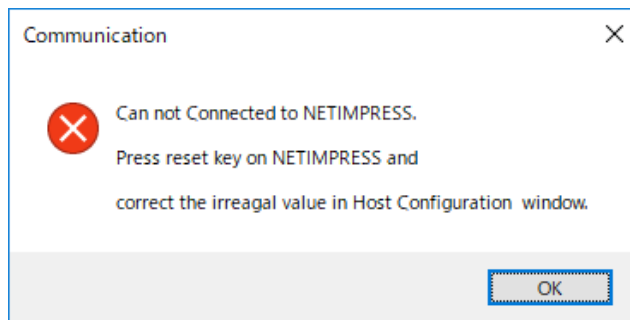 Communication
Can not Connected to NETIMPRESS.
Press reset key on NETIMPRESS and
correct the irreagal value in Host Configuration window.
OK